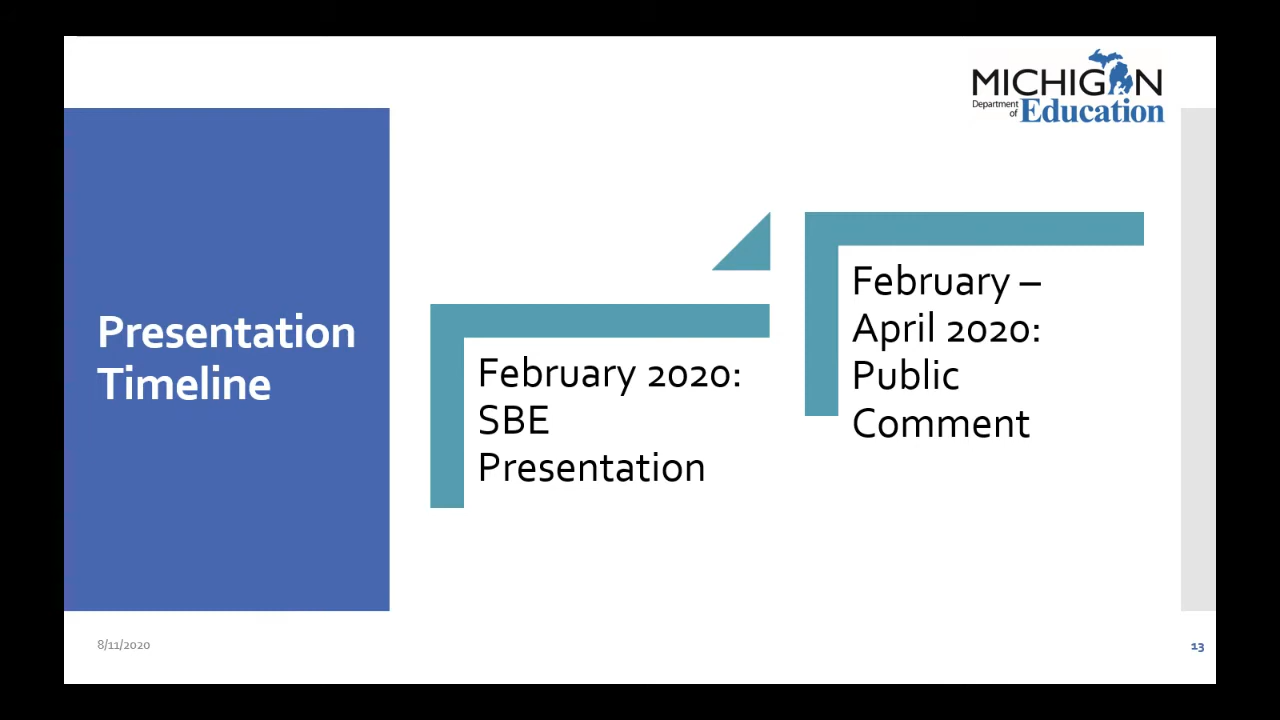 MICHIGAN
Department
of Education
Presentation
Timeline
February 2020:
SBE
Presentation
February –
April 2020:
Public
Comment
8/11/2020
13